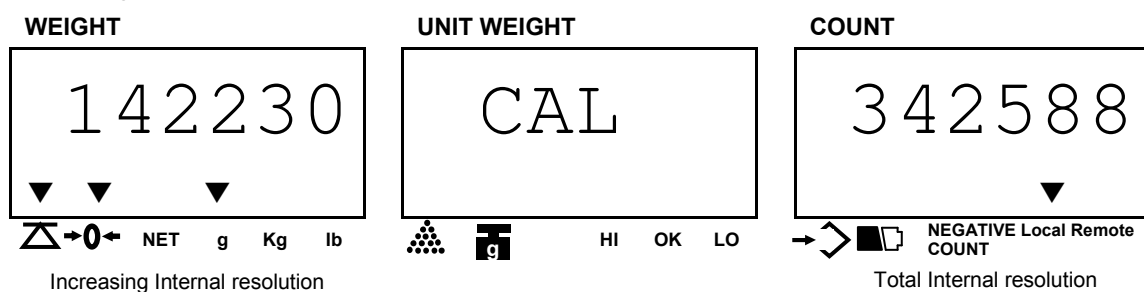 WEIGHT UNIT WEIGHT COUNT
142230 CAL 342588
→0← NET g Kg lb g HI OK LO NEGATIVE Local Remote
COUNT
Increasing Internal resolution Total Internal resolution